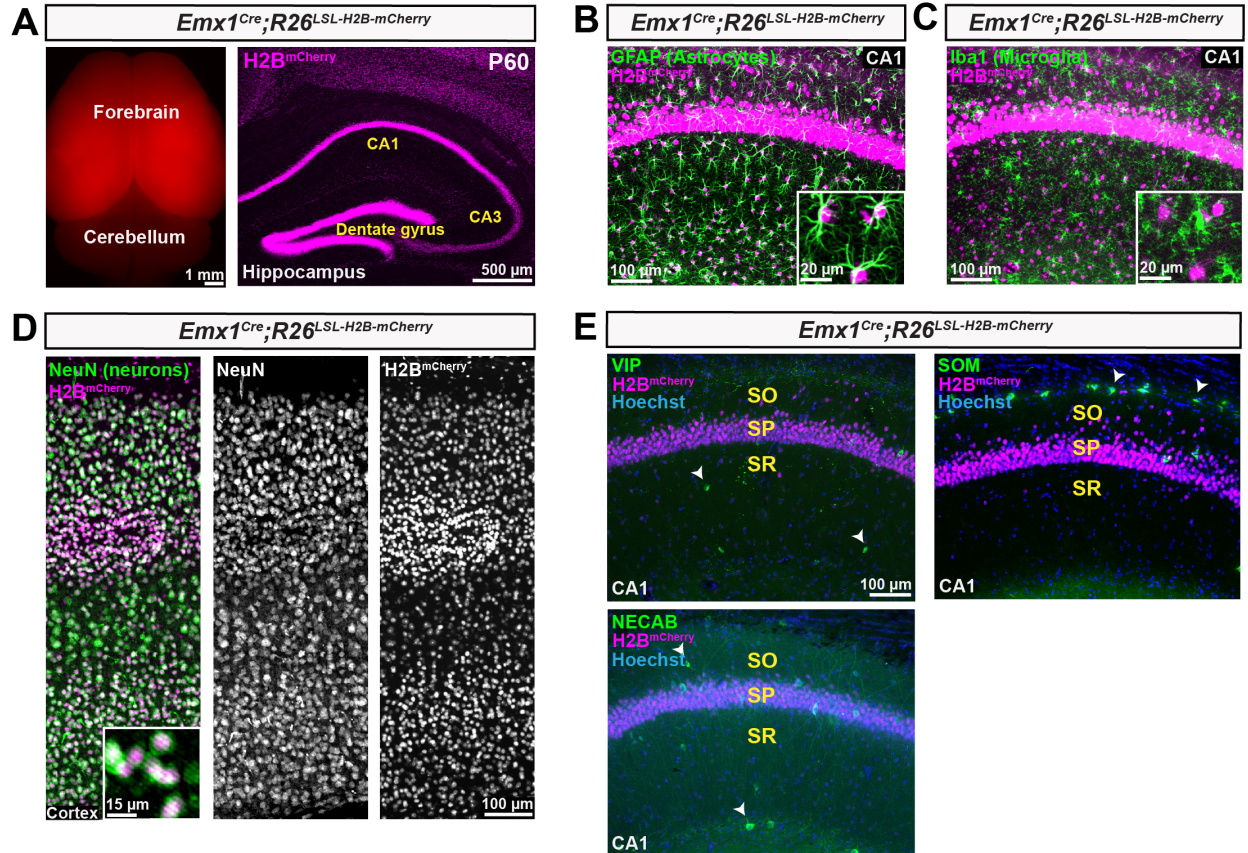 A
Emx1Cre;R26LSL-H2B-mCherry
Forebrain
Cerebellum
1 mm
H2BmCherry
P60
CA1
CA3
Dentate gyrus
Hippocampus
500 µm
B
Emx1Cre;R26LSL-H2B-mCherry
GFAP (Astrocytes)
H2BmCherry
CA1
100 µm
20 µm
C
Emx1Cre;R26LSL-H2B-mCherry
Iba1 (Microglia)
H2BmCherry
CA1
100 µm
20 µm
D
Emx1Cre;R26LSL-H2B-mCherry
NeuN (neurons)
H2BmCherry
Cortex
15 µm
NeuN
H2BmCherry
100 µm
E
Emx1Cre;R26LSL-H2B-mCherry
VIP
H2BmCherry
Hoechst
SO
SP
SR
CA1
100 µm
SOM
H2BmCherry
Hoechst
SO
SP
SR
CA1
NECAB
H2BmCherry
Hoechst
SO
SP
SR
CA1